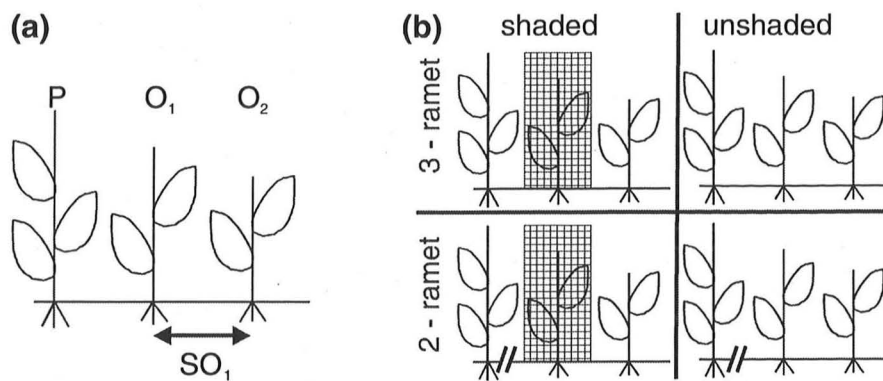 (a)
P O₁ O₂
SO₁
(b)
shaded unshaded
3 - ramet
2 - ramet